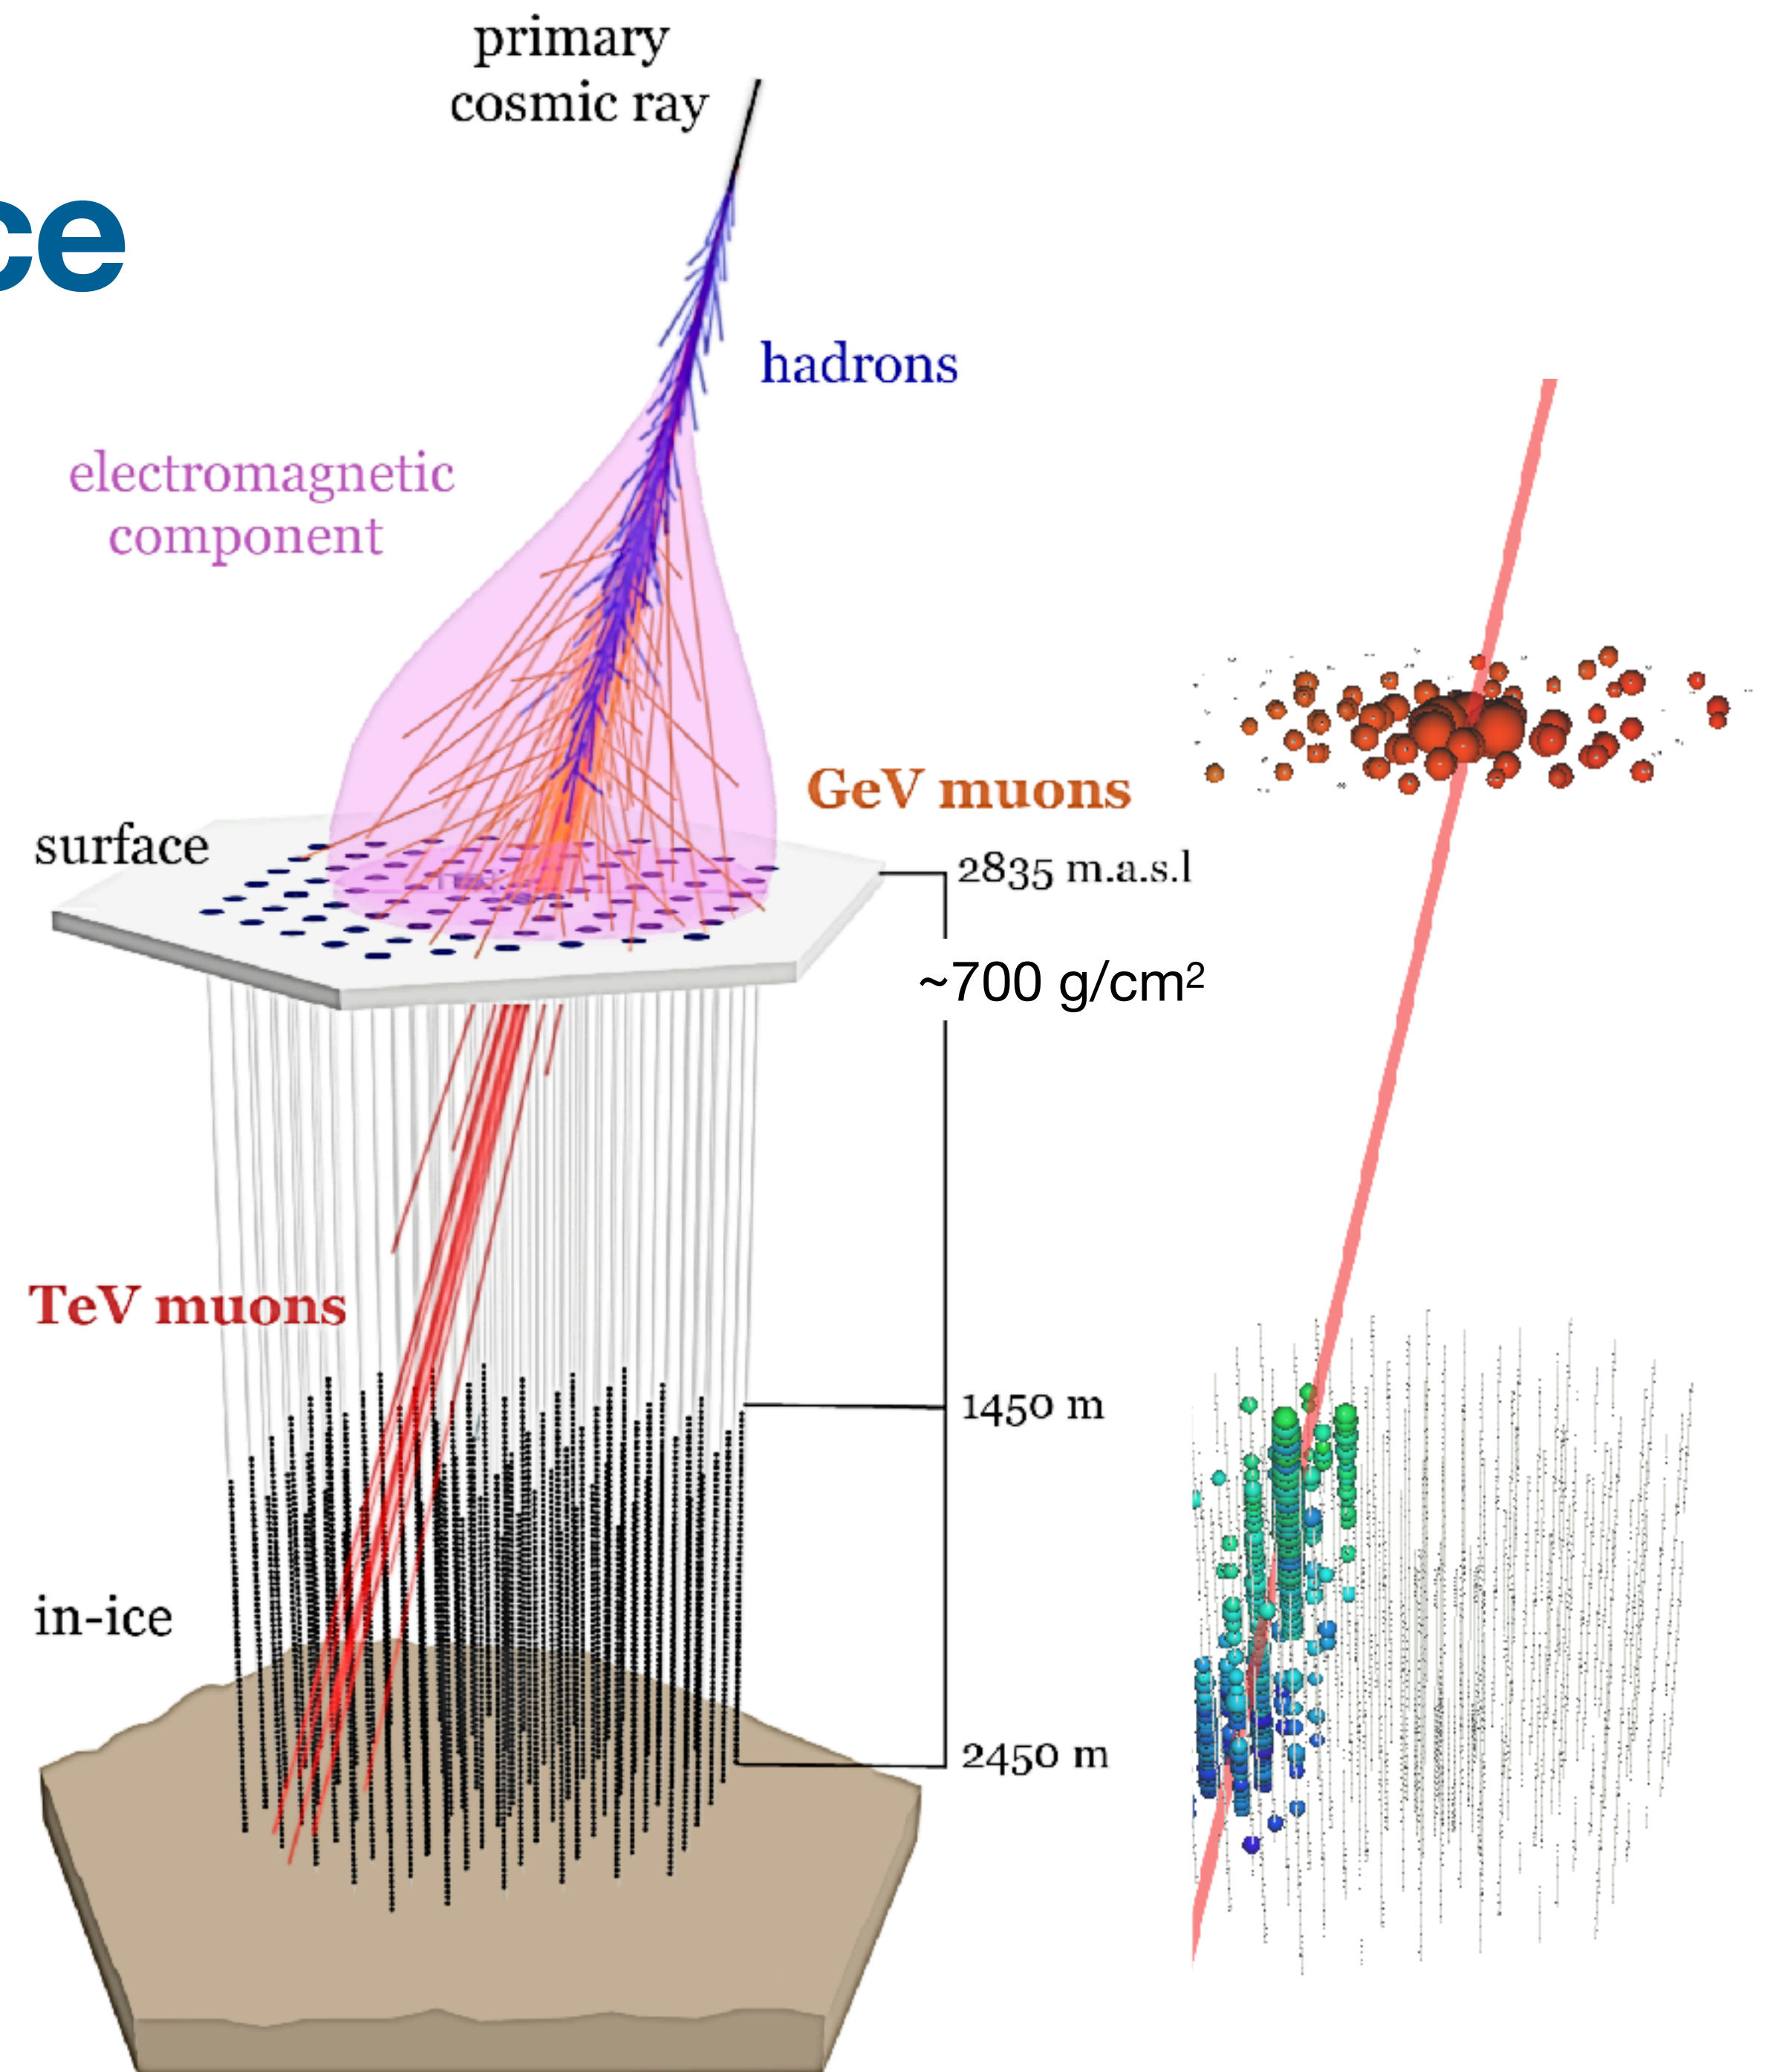 primary
cosmic ray
ce
hadrons
electromagnetic
component
GeV muons
surface
2835 m.a.s.l
~700 g/cm²
TeV muons
1450 m
in-ice
2450 m